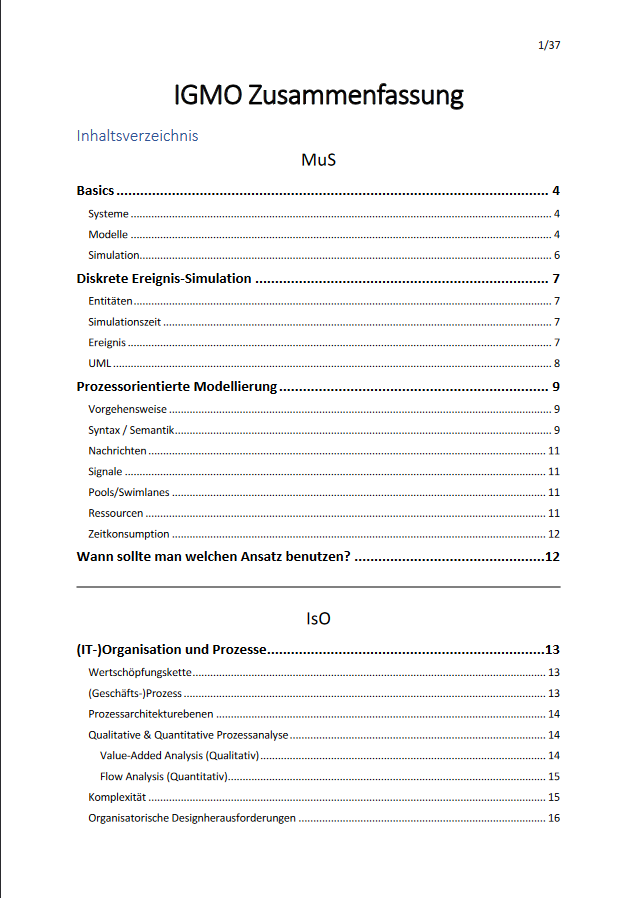 1/37
IGMO Zusammenfassung
Inhaltsverzeichnis
MuS
Basics ........ 4
Systeme ........ 4
Modelle ........ 4
Simulation ........ 6
Diskrete Ereignis-Simulation ........ 7
Entitäten ........ 7
Simulationszeit ........ 7
Ereignis ........ 7
UML ........ 8
Prozessorientierte Modellierung ........ 9
Vorgehensweise ........ 9
Syntax / Semantik ........ 9
Nachrichten ........ 11
Signale ........ 11
Pools/Swimlanes ........ 11
Ressourcen ........ 11
Zeitkonsumption ........ 12
Wann sollte man welchen Ansatz benutzen? ........ 12
IsO
(IT-)Organisation und Prozesse ........ 13
Wertschöpfungskette ........ 13
(Geschäfts-)Prozess ........ 13
Prozessarchitekturebenen ........ 14
Qualitative & Quantitative Prozessanalyse ........ 14
Value-Added Analysis (Qualitativ) ........ 14
Flow Analysis (Quantitativ) ........ 15
Komplexität ........ 15
Organisatorische Designherausforderungen ........ 16